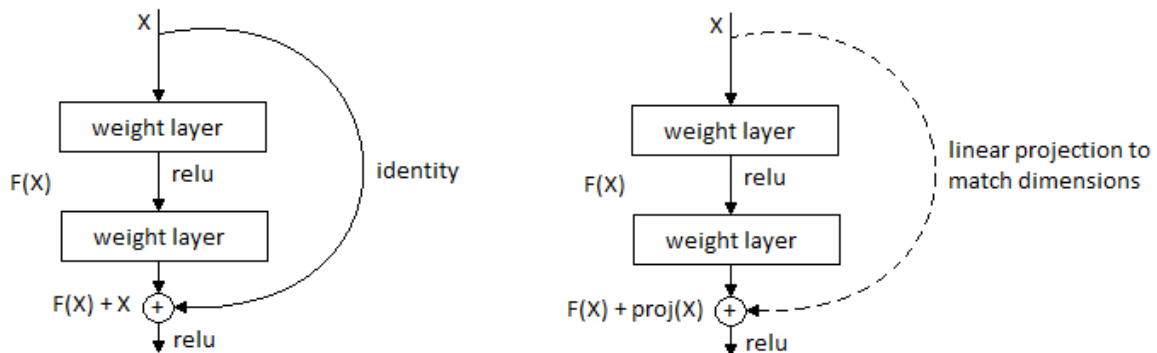 X
weight layer
relu
F(X)
identity
weight layer
F(X) + X
+
relu
X
weight layer
relu
F(X)
linear projection to
match dimensions
weight layer
F(X) + proj(X)
+
relu